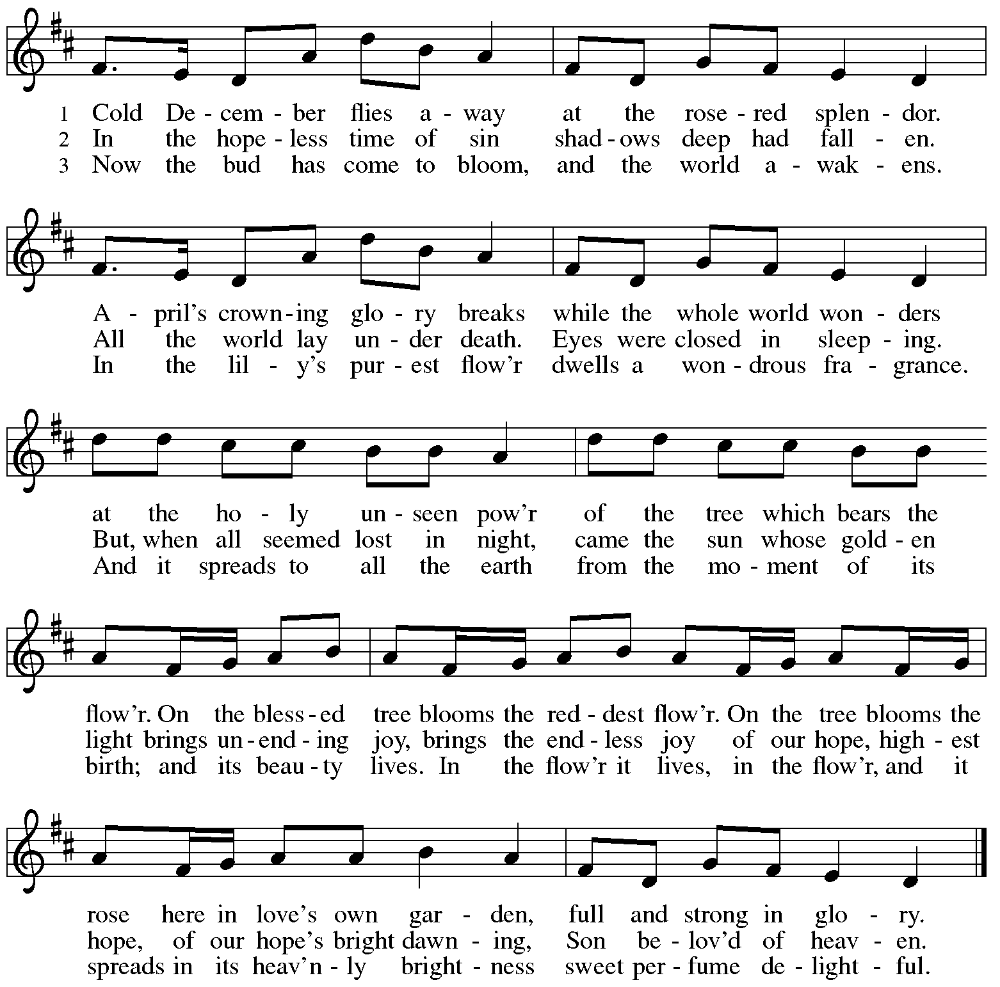 1 Cold De - cem - ber flies a - way at the rose - red splen - dor.
2 In the hope - less time of sin shad - ows deep had fall - en.
3 Now the bud has come to bloom, and the world a - wak - ens.
A - pril's crown - ing glo - ry breaks while the whole world won - ders
All the world lay un - der death. Eyes were closed in sleep - ing.
In the lil - y's pur - est flow'r dwells a won - drous fra - grance.
at the ho - ly un - seen pow'r of the tree which bears the
But, when all seemed lost in night, came the sun whose gold - en
And it spreads to all the earth from the mo - ment of its
flow'r. On the bless - ed tree blooms the red - dest flow'r. On the tree blooms the
light brings un - end - ing joy, brings the end - less joy of our hope, high - est
birth; and its beau - ty lives. In the flow'r it lives, in the flow'r, and it
rose here in love's own gar - den, full and strong in glo - ry.
hope, of our hope's bright dawn - ing, Son be - lov'd of heav - en.
spreads in its heav'n - ly bright - ness sweet per - fume de - light - ful.